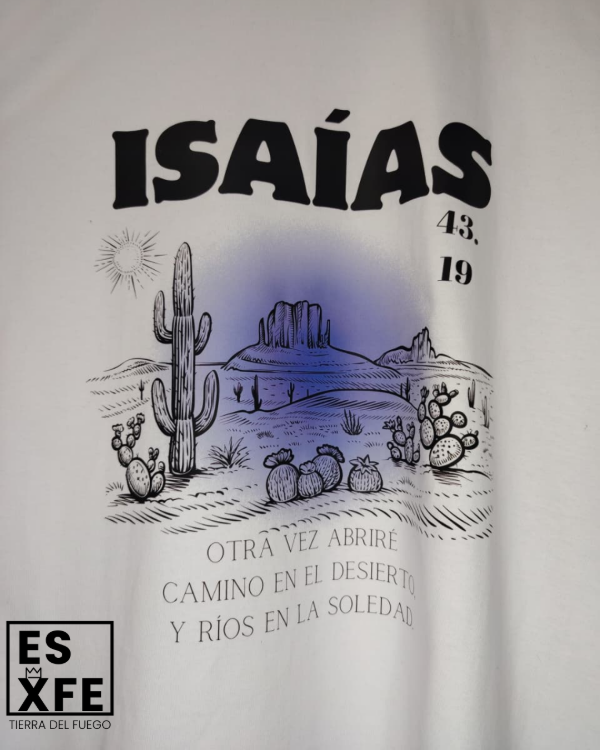 ISAÍAS
43.
19
OTRA VEZ ABRIRÉ
CAMINO EN EL DESIERTO,
Y RÍOS EN LA SOLEDAD.
ES
XFE
TIERRA DEL FUEGO